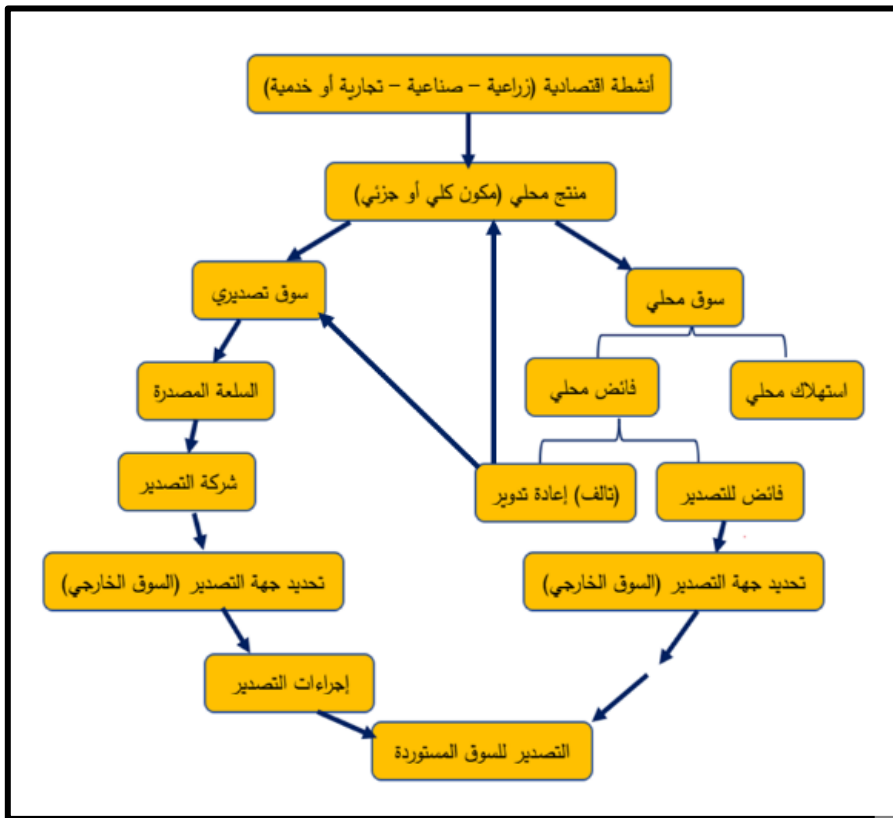 أنشطة اقتصادية (زراعية – صناعية – تجارية أو خدمية)
منتج محلي (مكون كلي أو جزئي)
سوق تصديري
سوق محلي
السلعة المصدرة
فائض محلي
استهلاك محلي
شركة التصدير
(تالف) إعادة تدوير
فائض للتصدير
تحديد جهة التصدير (السوق الخارجي)
تحديد جهة التصدير (السوق الخارجي)
إجراءات التصدير
التصدير للسوق المستوردة